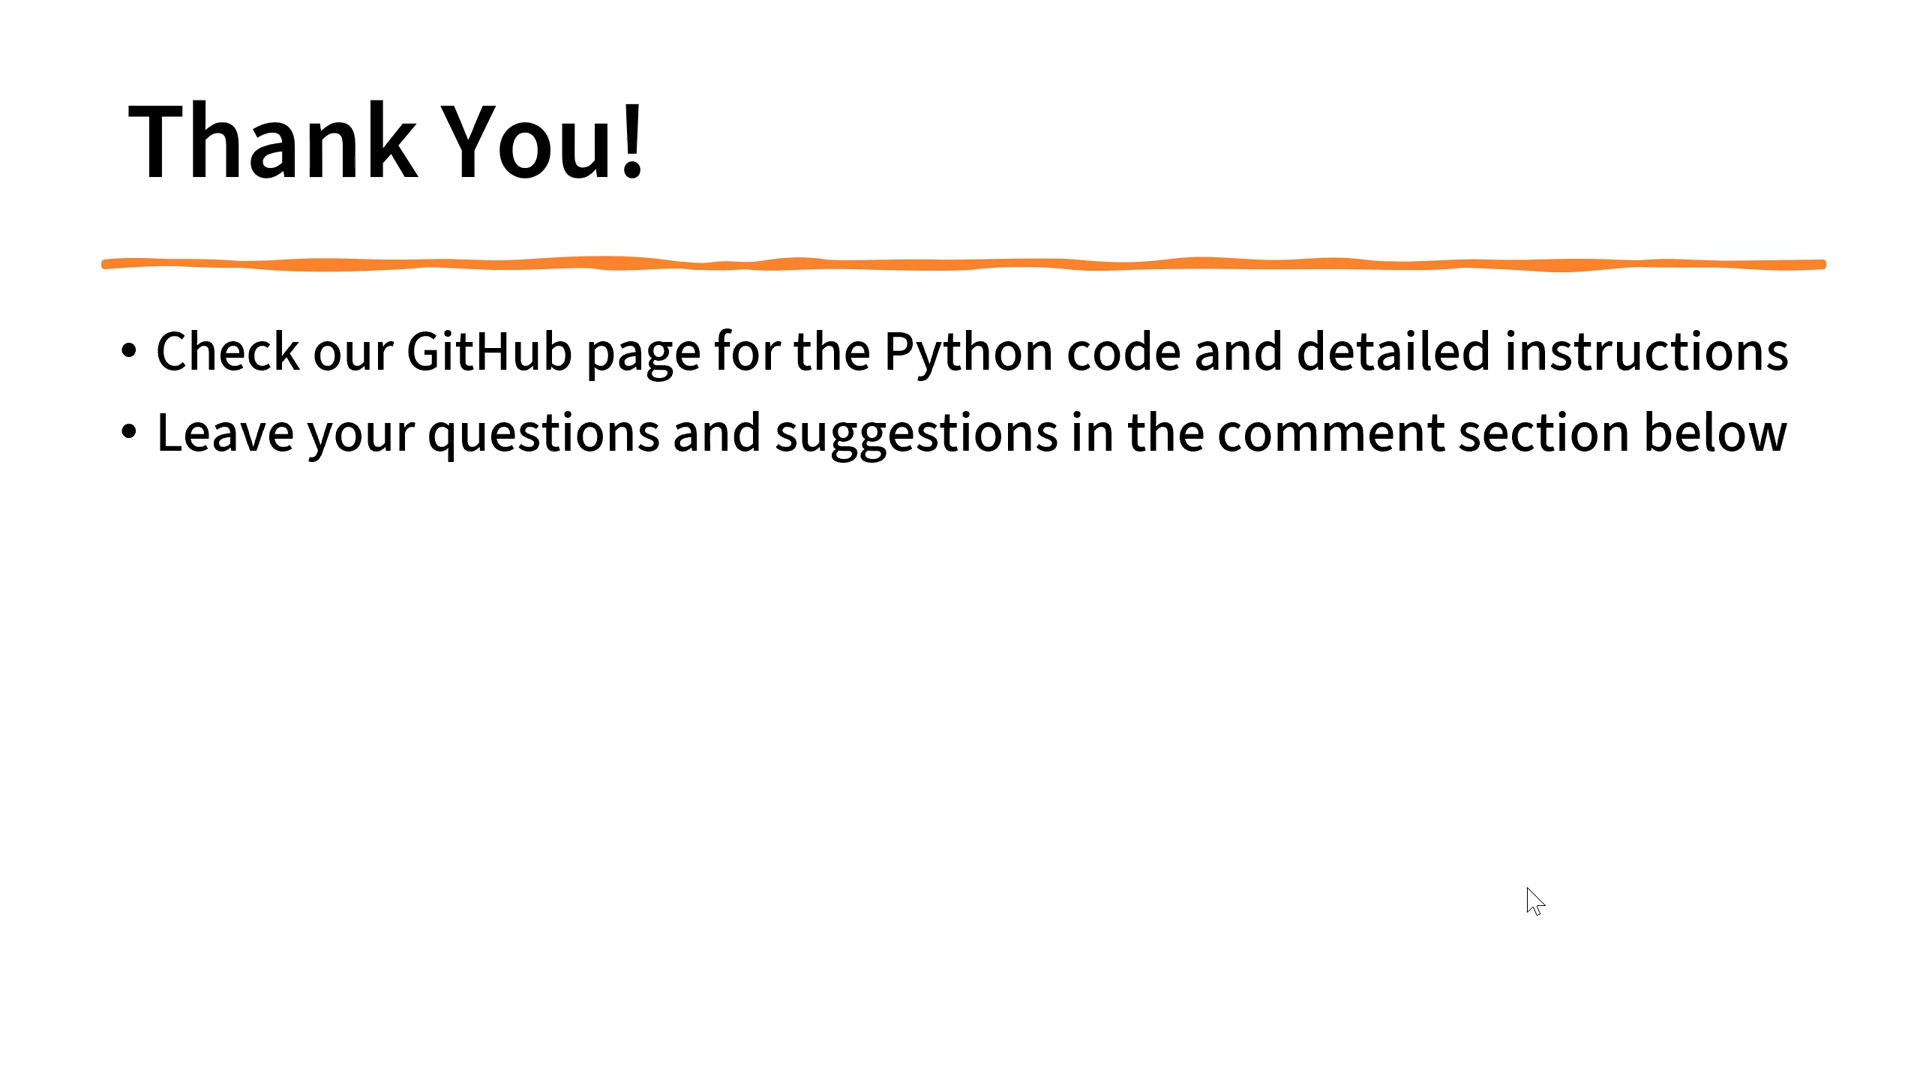 Thank You!
• Check our GitHub page for the Python code and detailed instructions
• Leave your questions and suggestions in the comment section below